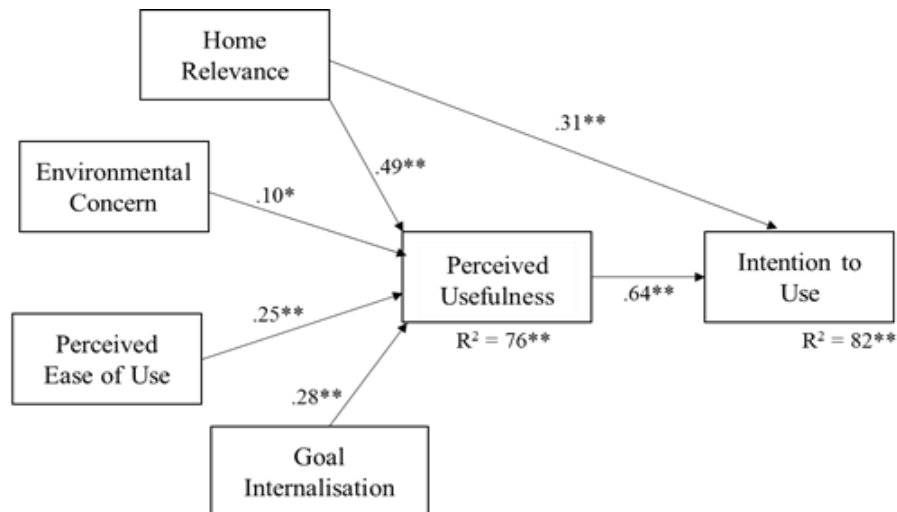 Home
Relevance
.31**
.49**
Environmental
Concern
.10*
Perceived
Usefulness
R² = 76**
.64**
Intention to
Use
R² = 82**
.25**
Perceived
Ease of Use
.28**
Goal
Internalisation